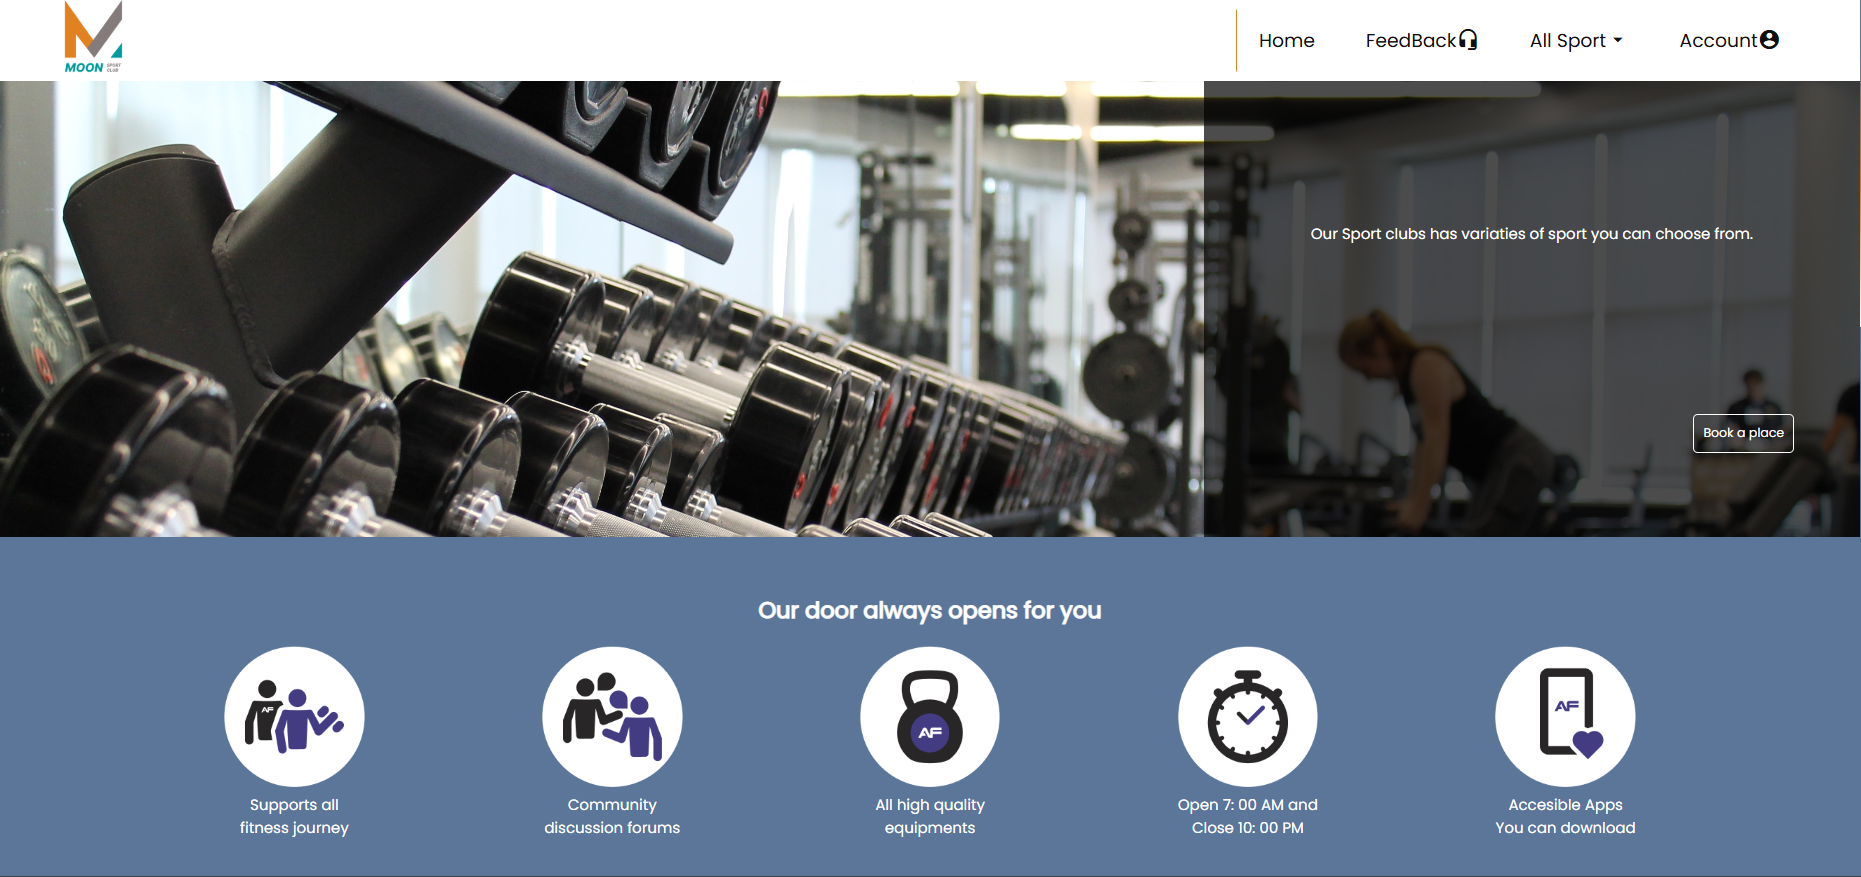 MOON SPORT CLUB
Home
FeedBack
All Sport
Account
Our Sport clubs has variaties of sport you can choose from.
Book a place
Our door always opens for you
AF
AF
AF
Supports all
fitness journey
Community
discussion forums
All high quality
equipments
Open 7: 00 AM and
Close 10: 00 PM
Accesible Apps
You can download